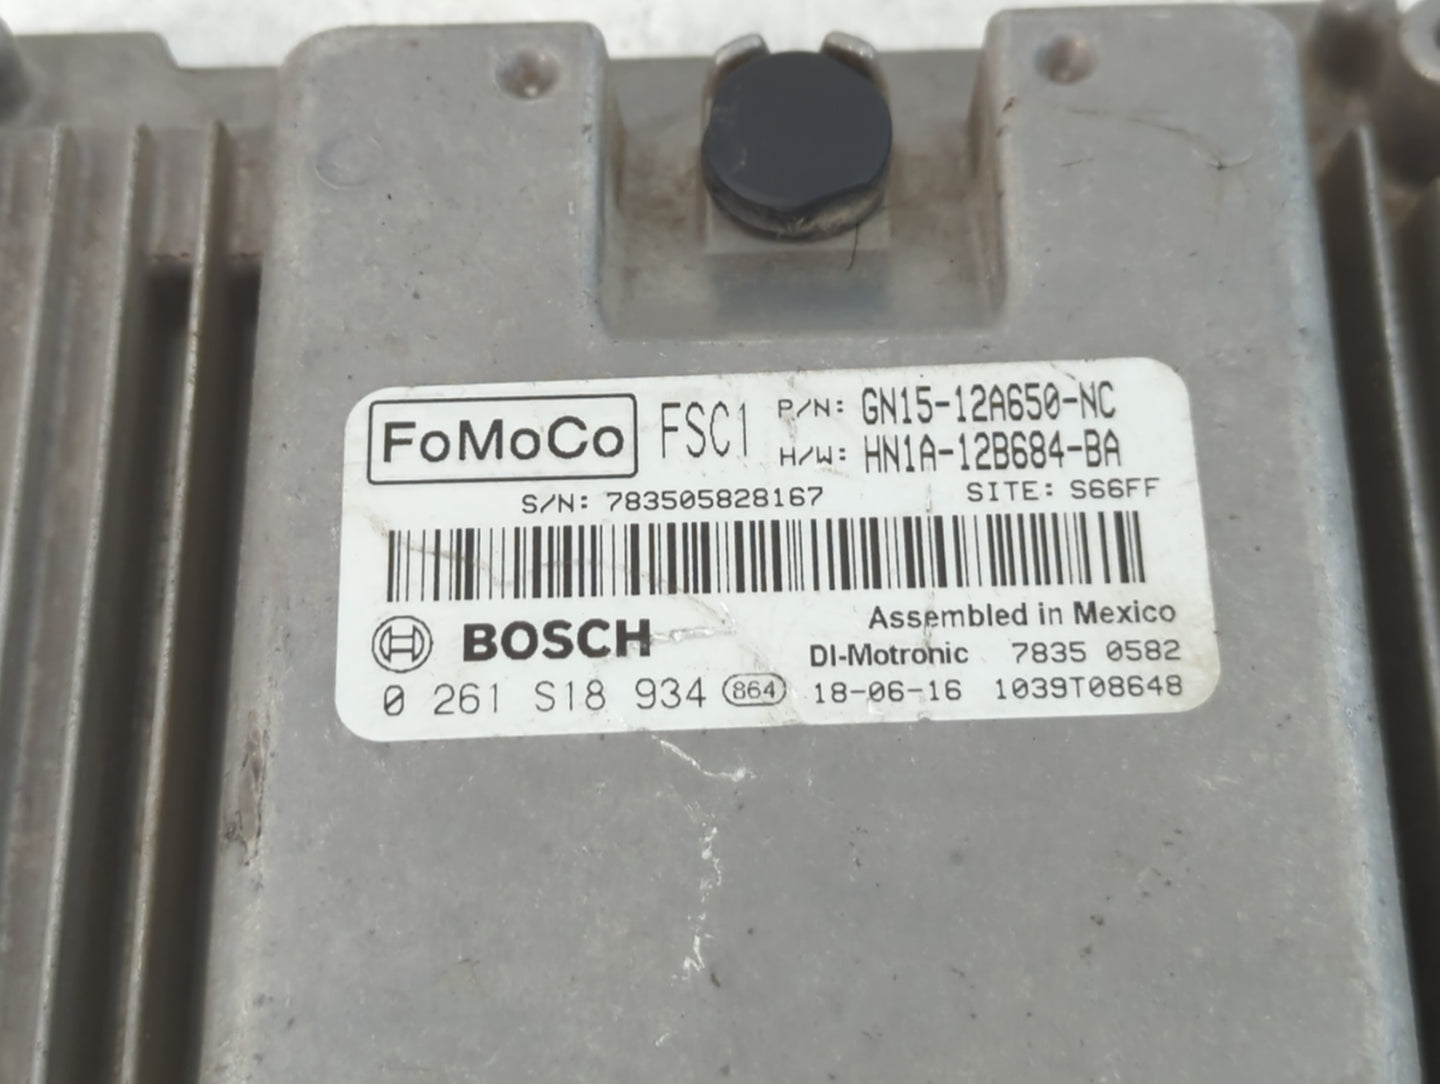 FoMoCo FSC1 P/N: GN15-12A650-NC
H/W: HN1A-12B684-BA
S/N: 783505828167 SITE: S66FF
Assembled in Mexico
BOSCH DI-Motronic 7835 0582
0 261 S18 934 864 18-06-16 1039T08648